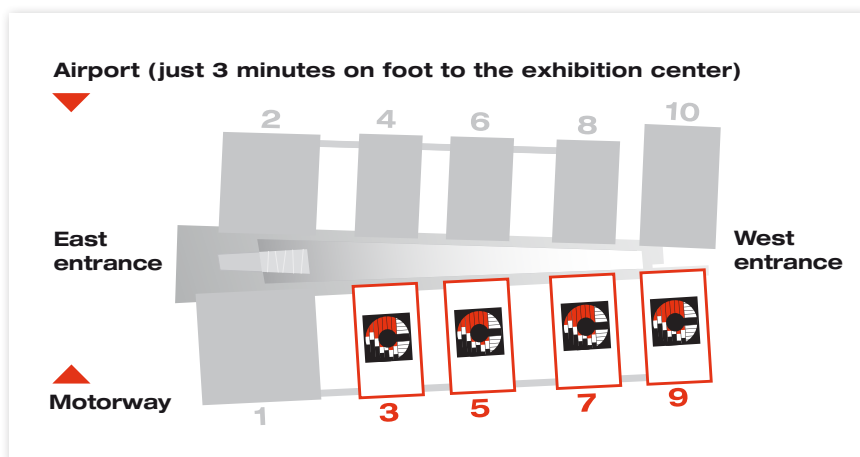 Airport (just 3 minutes on foot to the exhibition center)
2
4
6
8
10
East
entrance
West
entrance
Motorway
1
3
5
7
9